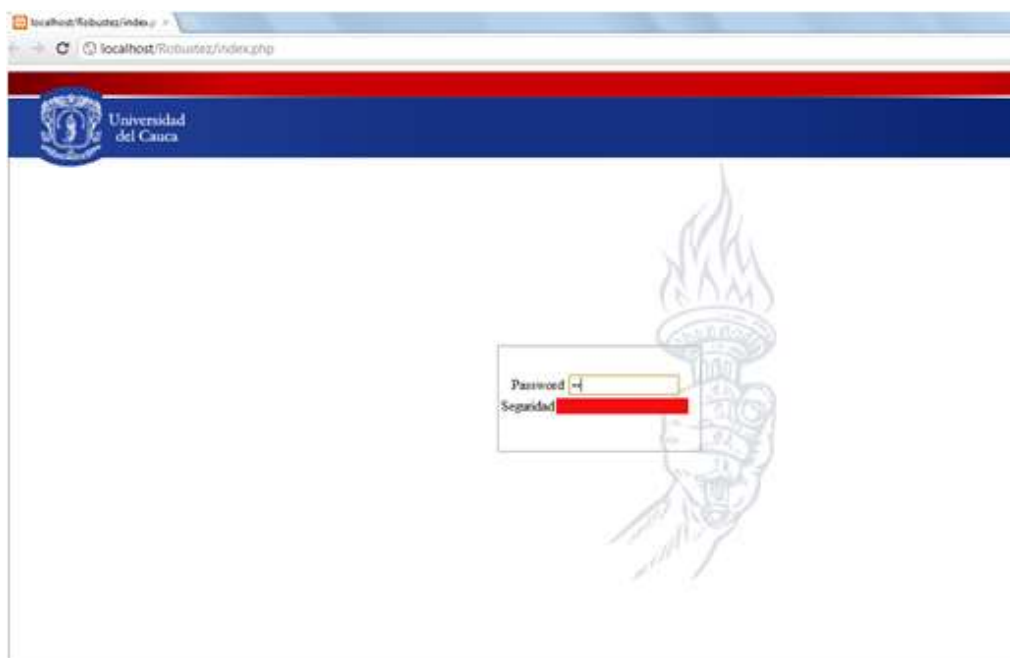 localhost/Robustez/index.p
localhost/Robustez/index.php
Universidad
del Cauca
Password
Seguridad